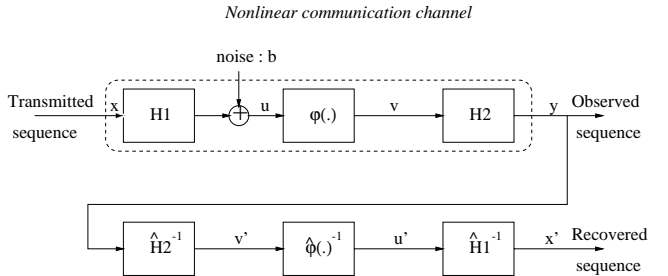 Nonlinear communication channel
noise : b
Transmitted
sequence
x
H1
+
u
φ(.)
v
H2
y
Observed
sequence
Ĥ2⁻¹
v'
φ̂(.)⁻¹
u'
Ĥ1⁻¹
x'
Recovered
sequence